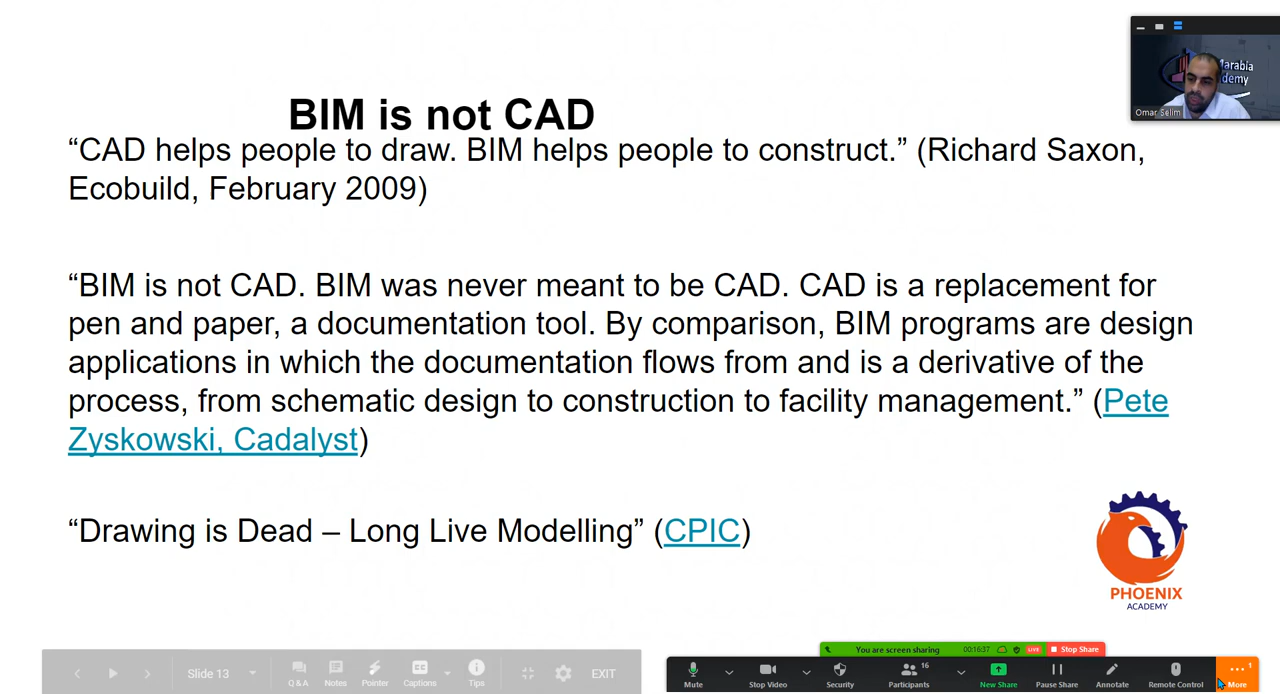 BIM is not CAD
“CAD helps people to draw. BIM helps people to construct.” (Richard Saxon,
Ecobuild, February 2009)
“BIM is not CAD. BIM was never meant to be CAD. CAD is a replacement for
pen and paper, a documentation tool. By comparison, BIM programs are design
applications in which the documentation flows from and is a derivative of the
process, from schematic design to construction to facility management.” (Pete
Zyskowski, Cadalyst)
“Drawing is Dead – Long Live Modelling” (CPIC)
PHOENIX
ACADEMY
Omar Selim
Slide 13
Q&A
Notes
Pointer
Captions
Tips
EXIT
You are screen sharing
00:16:37
LIVE
Stop Share
Mute
Stop Video
Security
Participants
16
New Share
Pause Share
Annotate
Remote Control
More
1